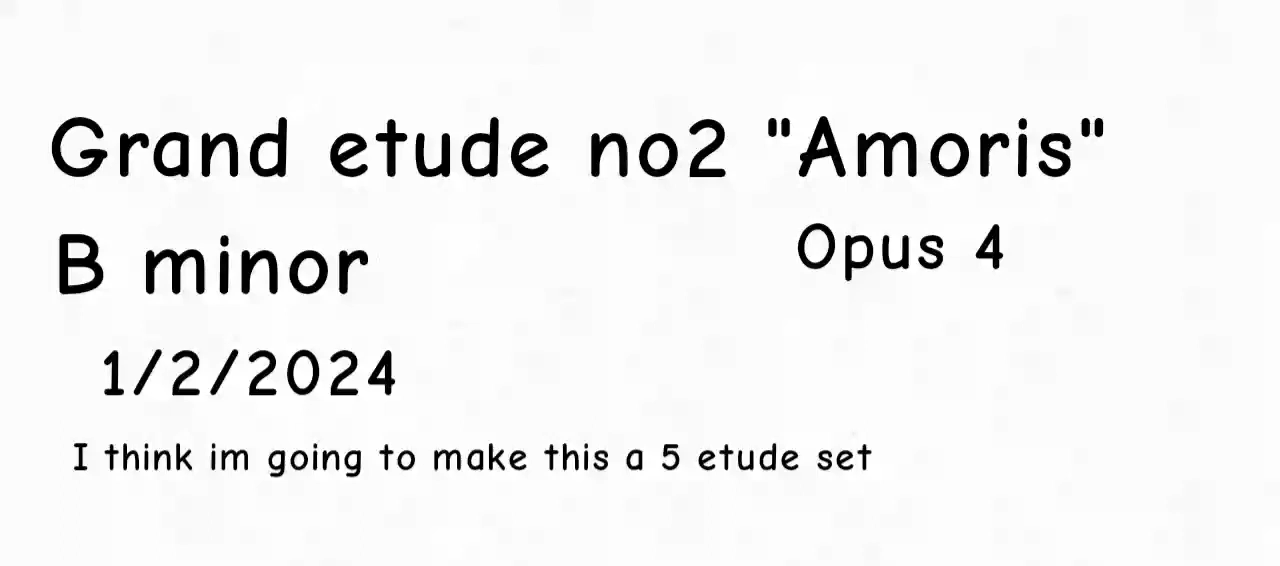 Grand etude no2 "Amoris"
B minor
Opus 4
1/2/2024
I think im going to make this a 5 etude set